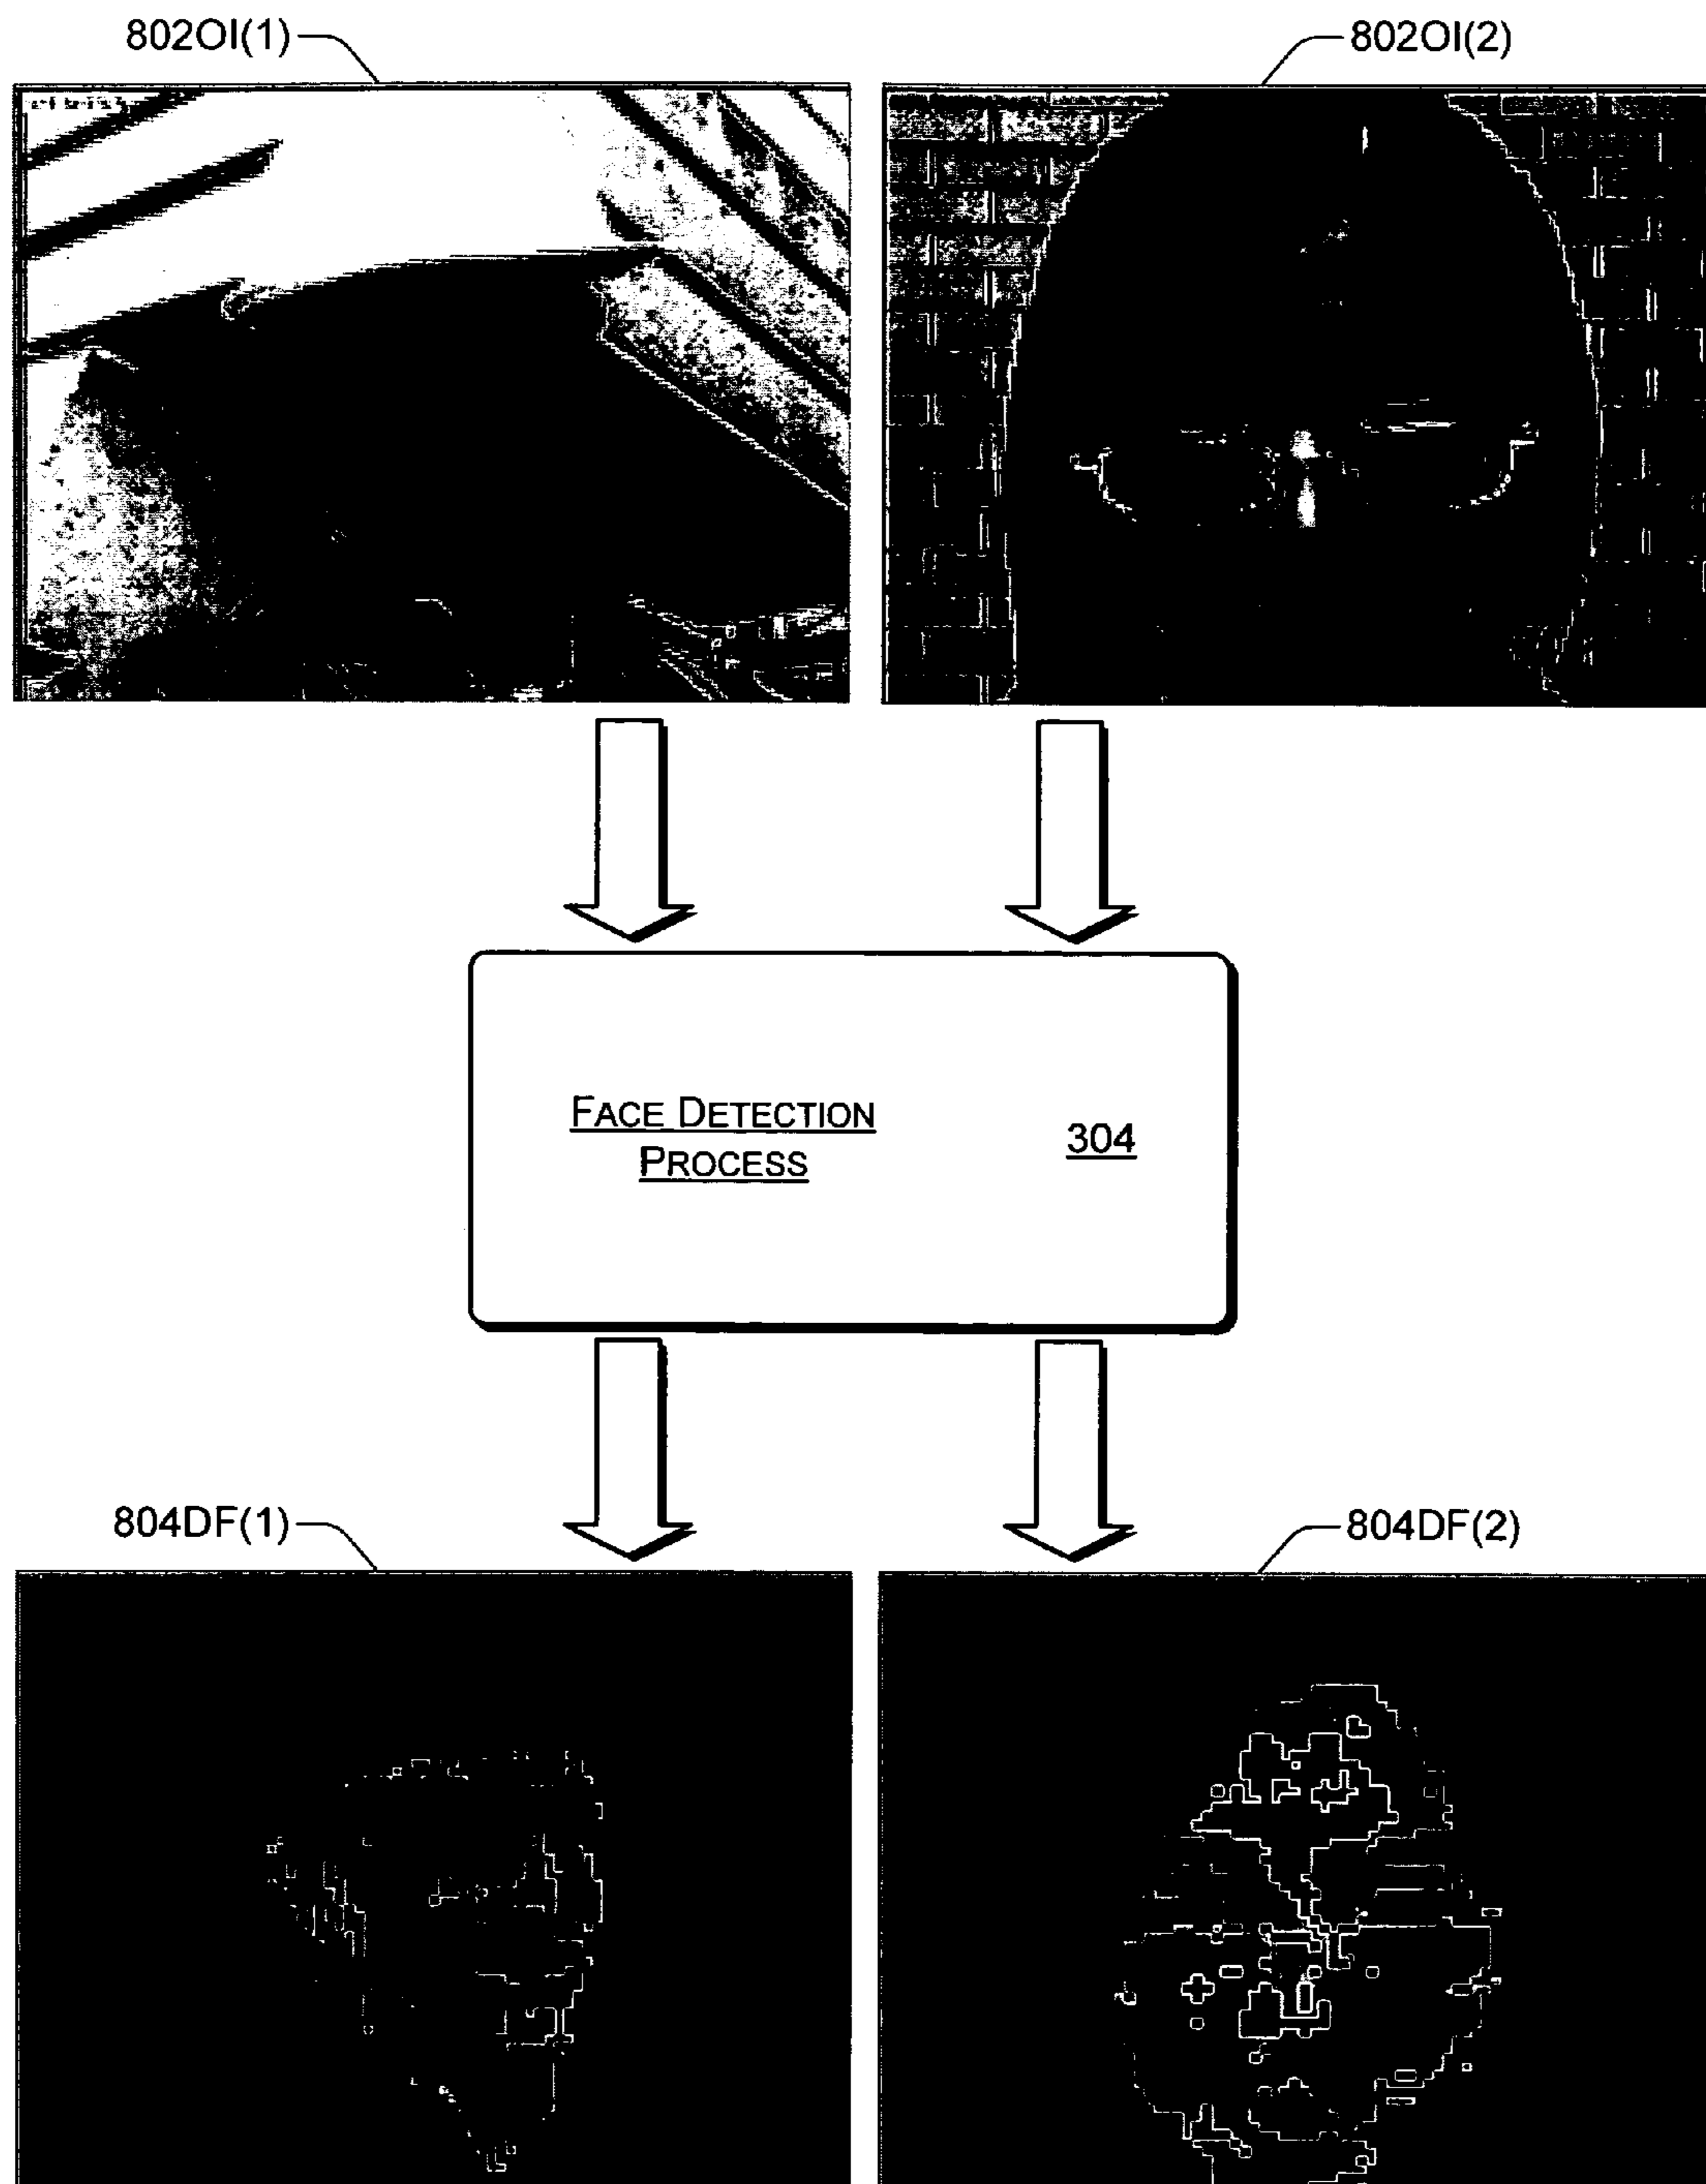 802OI(1)
802OI(2)
FACE DETECTION
PROCESS
304
804DF(1)
804DF(2)